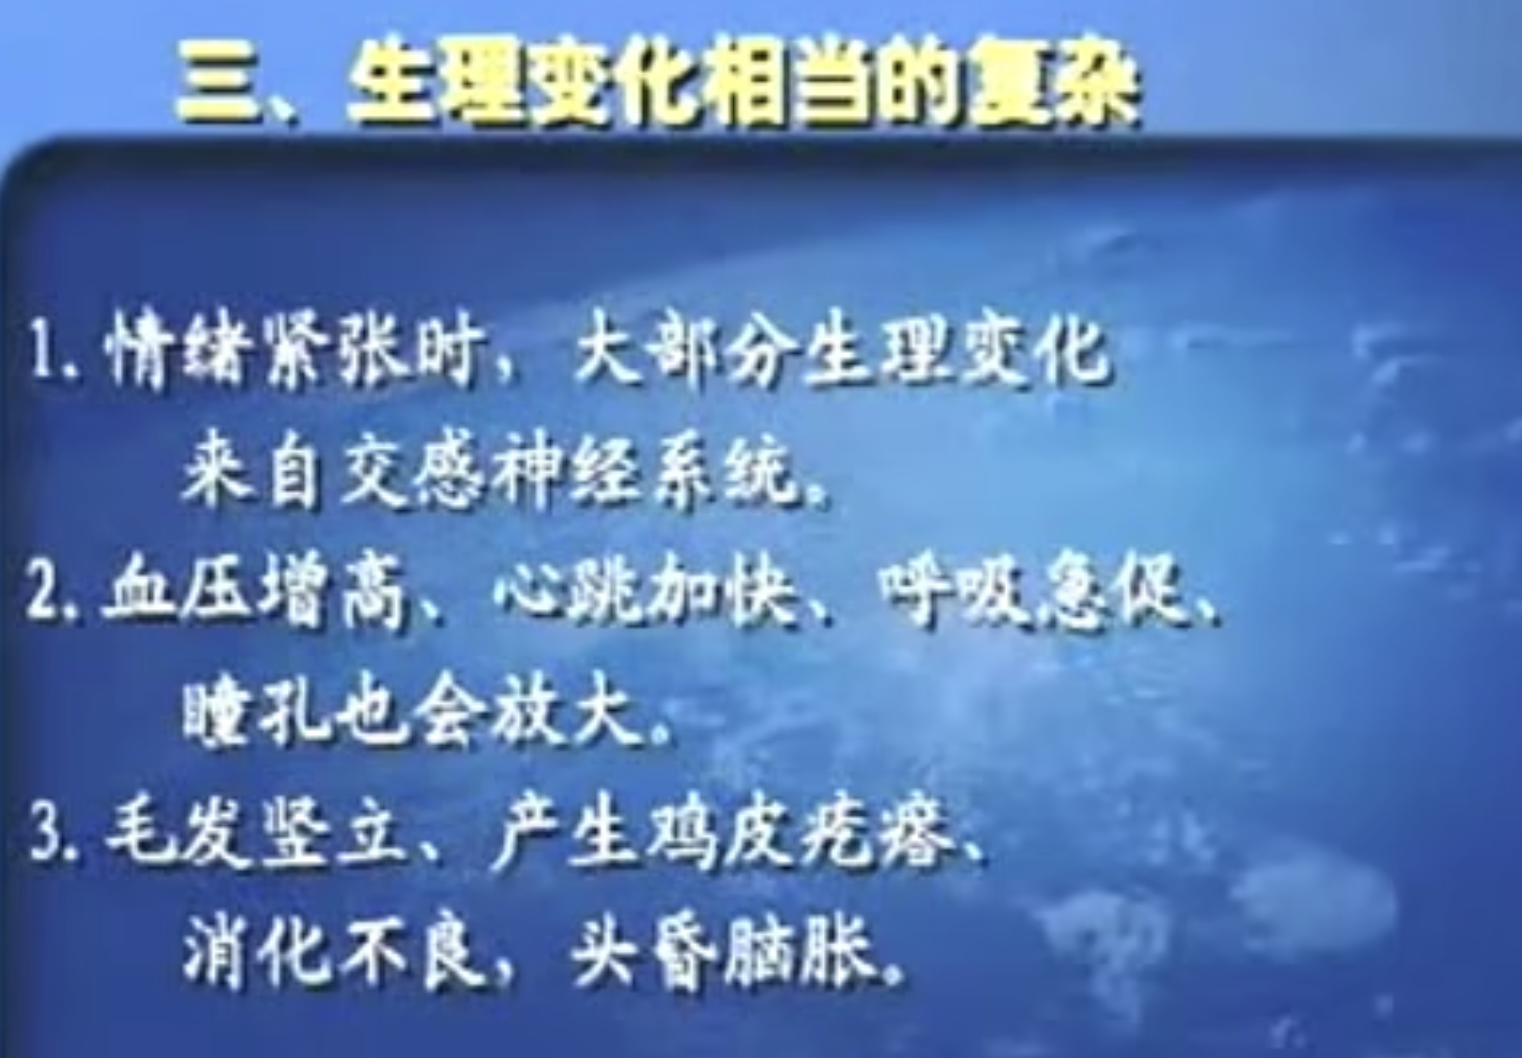 三、生理变化相当的复杂
1.情绪紧张时，大部分生理变化
来自交感神经系统。
2.血压增高、心跳加快、呼吸急促、
瞳孔也会放大。
3.毛发竖立、产生鸡皮疙瘩、
消化不良，头昏脑胀。